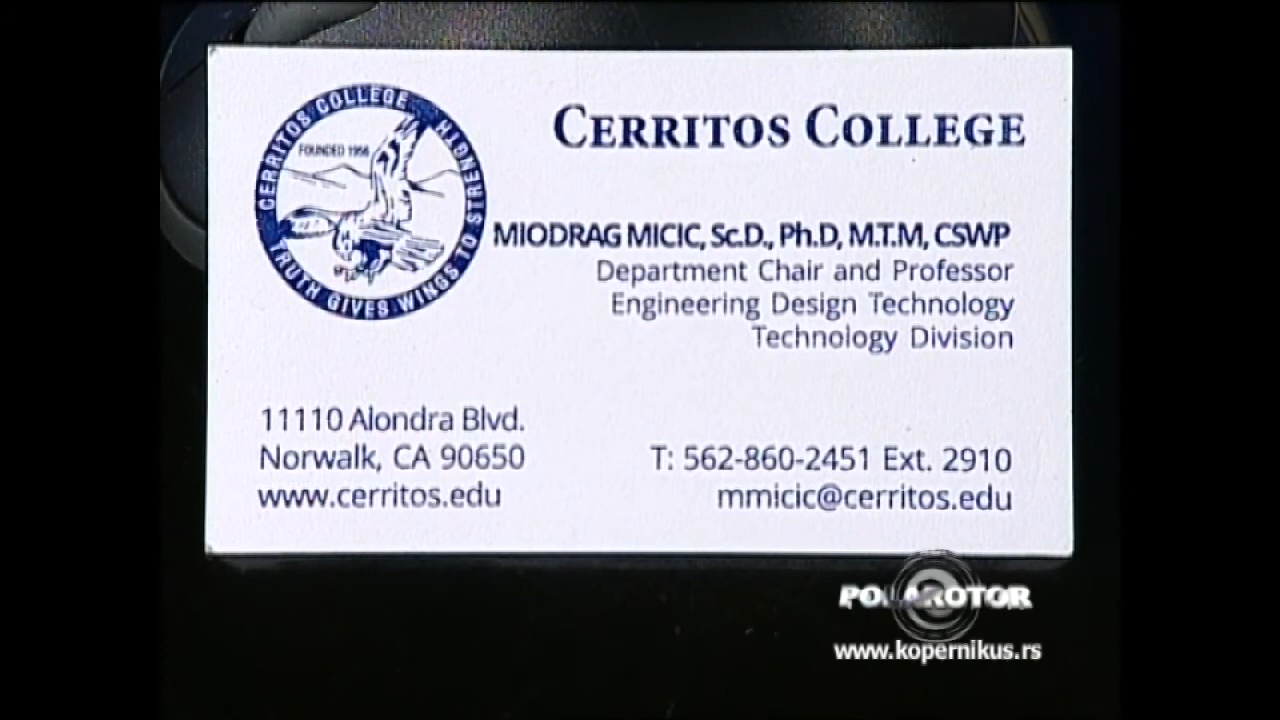 CERRITOS COLLEGE
TRUTH GIVES WINGS TO STRENGTH
FOUNDED 1956
CERRITOS COLLEGE
MIODRAG MICIC, Sc.D., Ph.D, M.T.M, CSWP
Department Chair and Professor
Engineering Design Technology
Technology Division
11110 Alondra Blvd.
Norwalk, CA 90650
www.cerritos.edu
T: 562-860-2451 Ext. 2910
mmicic@cerritos.edu
POLAROTOR
www.kopernikus.rs